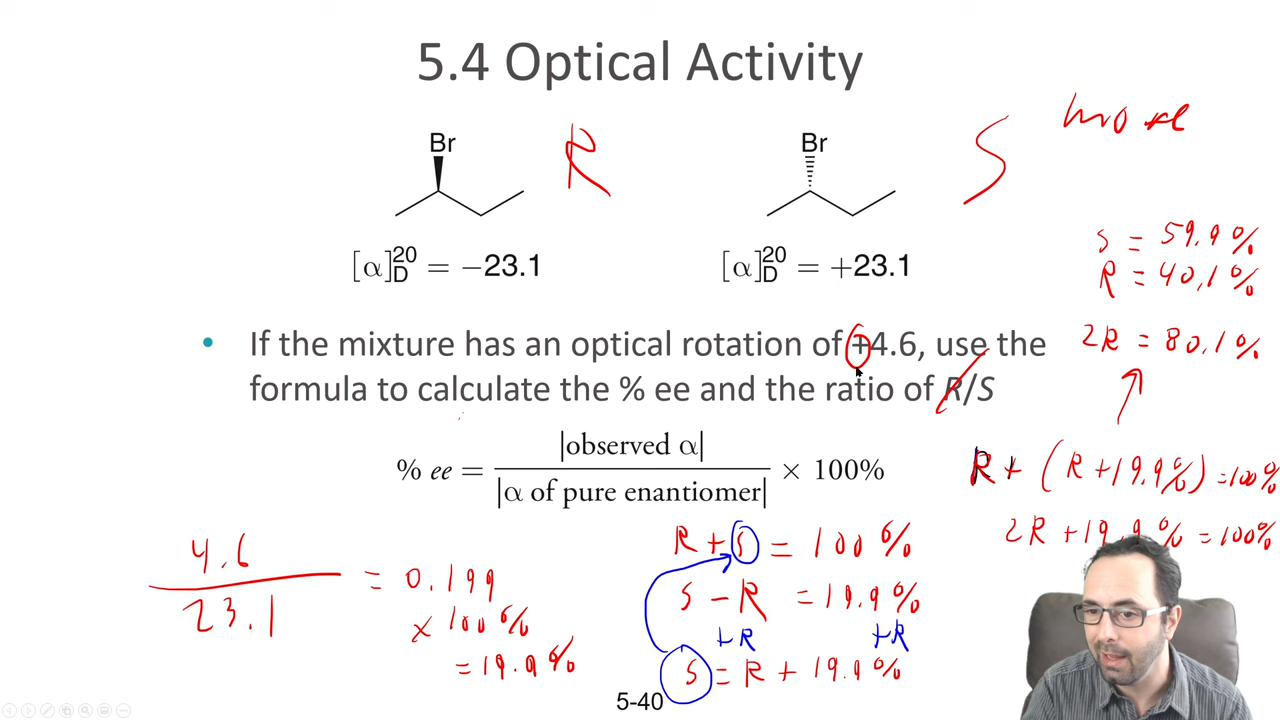 5.4 Optical Activity
Br
R
Br
S
more
[α]20D = −23.1
[α]20D = +23.1
S = 59.9%
R = 40.1%
2R = 80.1%
• If the mixture has an optical rotation of +4.6, use the
formula to calculate the % ee and the ratio of R/S
% ee = |observed α| / |α of pure enantiomer| × 100%
R + (R + 19.9%) = 100%
2R + 19.9% = 100%
4.6 / 23.1 = 0.199
× 100%
= 19.9%
R + S = 100%
S − R = 19.9%
+R +R
S = R + 19.9%
5-40